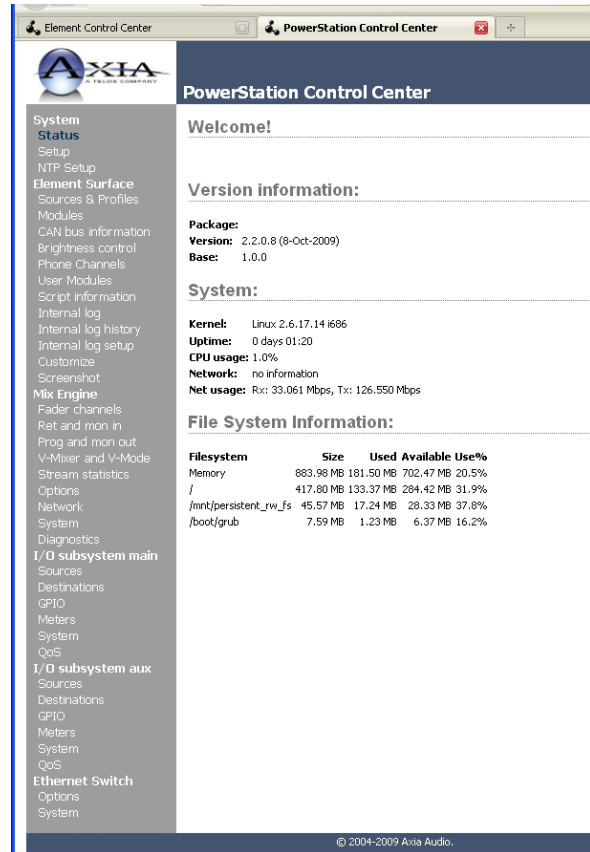 Element Control Center
PowerStation Control Center
AXIA
A TELOS COMPANY
PowerStation Control Center
System
Status
Setup
NTP Setup
Element Surface
Sources & Profiles
Modules
CAN bus information
Brightness control
Phone Channels
User Modules
Script information
Internal log
Internal log history
Internal log setup
Customize
Screenshot
Mix Engine
Fader channels
Ret and mon in
Prog and mon out
V-Mixer and V-Mode
Stream statistics
Options
Network
System
Diagnostics
I/O subsystem main
Sources
Destinations
GPIO
Meters
System
QoS
I/O subsystem aux
Sources
Destinations
GPIO
Meters
System
QoS
Ethernet Switch
Options
System
Welcome!
Version information:
Package:
Version: 2.2.0.8 (8-Oct-2009)
Base: 1.0.0
System:
Kernel: Linux 2.6.17.14 i686
Uptime: 0 days 01:20
CPU usage: 1.0%
Network: no information
Net usage: Rx: 33.061 Mbps, Tx: 126.550 Mbps
File System Information:
Filesystem Size Used Available Use%
Memory 883.98 MB 181.50 MB 702.47 MB 20.5%
/ 417.80 MB 133.37 MB 284.42 MB 31.9%
/mnt/persistent_rw_fs 45.57 MB 17.24 MB 28.33 MB 37.8%
/boot/grub 7.59 MB 1.23 MB 6.37 MB 16.2%
© 2004-2009 Axia Audio.